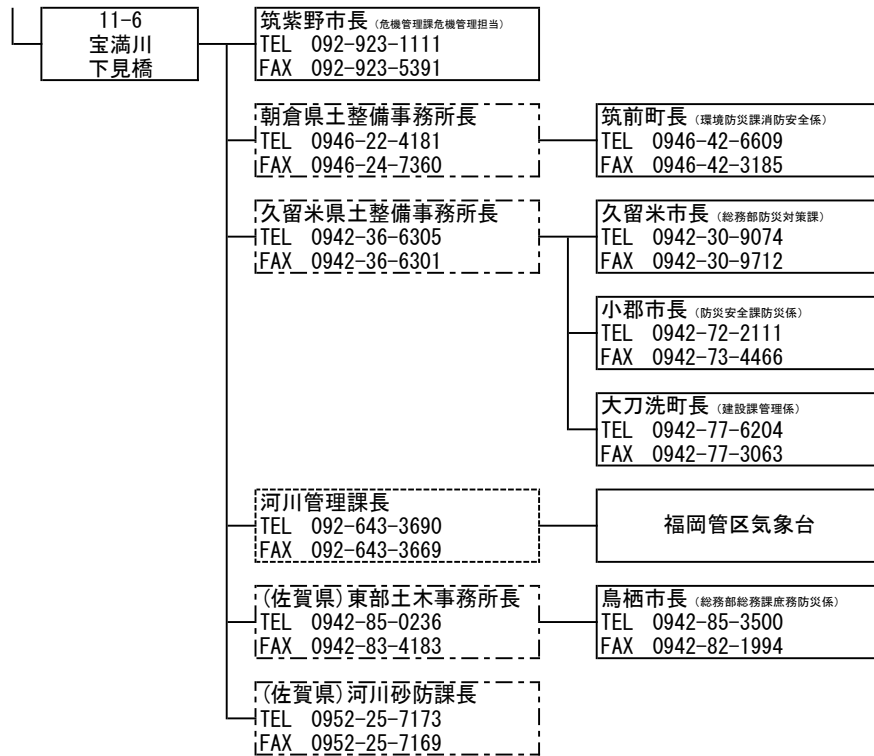 11-6
宝満川
下見橋
筑紫野市長 (危機管理課危機管理担当)
TEL 092-923-1111
FAX 092-923-5391
朝倉県土整備事務所長
TEL 0946-22-4181
FAX 0946-24-7360
筑前町長 (環境防災課消防安全係)
TEL 0946-42-6609
FAX 0946-42-3185
久留米県土整備事務所長
TEL 0942-36-6305
FAX 0942-36-6301
久留米市長 (総務部防災対策課)
TEL 0942-30-9074
FAX 0942-30-9712
小郡市長 (防災安全課防災係)
TEL 0942-72-2111
FAX 0942-73-4466
大刀洗町長 (建設課管理係)
TEL 0942-77-6204
FAX 0942-77-3063
河川管理課長
TEL 092-643-3690
FAX 092-643-3669
福岡管区気象台
(佐賀県)東部土木事務所長
TEL 0942-85-0236
FAX 0942-83-4183
鳥栖市長 (総務部総務課庶務防災係)
TEL 0942-85-3500
FAX 0942-82-1994
(佐賀県)河川砂防課長
TEL 0952-25-7173
FAX 0952-25-7169